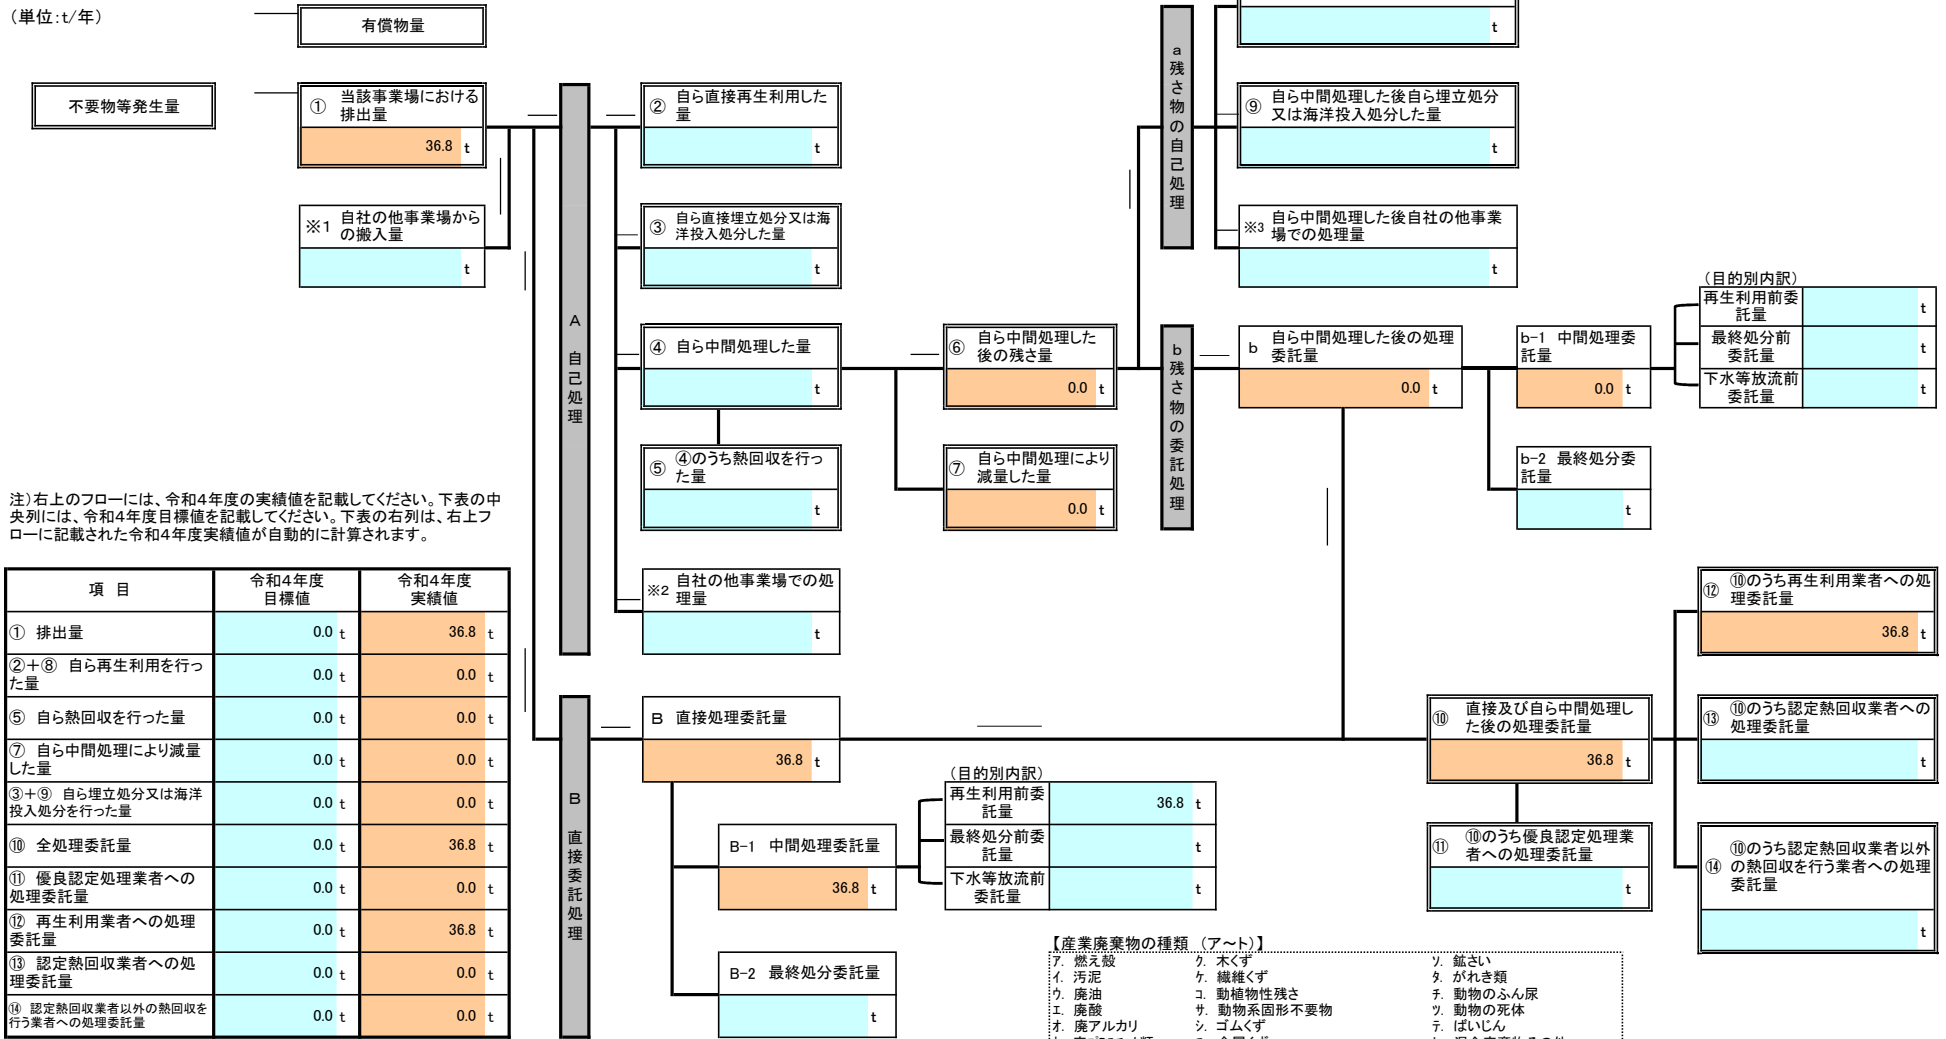 （単位:t/年）
有償物量
t
不要物等発生量
① 当該事業場における
排出量
36.8 t
※1 自社の他事業場から
の搬入量
t
A 自己処理
② 自ら直接再生利用した
量
t
③ 自ら直接埋立処分又は海
洋投入処分した量
t
④ 自ら中間処理した量
t
⑤ ④のうち熱回収を行っ
た量
t
※2 自社の他事業場での処
理量
t
⑥ 自ら中間処理した
後の残さ量
0.0 t
⑦ 自ら中間処理により
減量した量
0.0 t
a 残さ物の自己処理
⑨ 自ら中間処理した後自ら埋立処分
又は海洋投入処分した量
t
※3 自ら中間処理した後自社の他事業
場での処理量
t
b 残さ物の委託処理
b 自ら中間処理した後の処理
委託量
0.0 t
b-1 中間処理委
託量
0.0 t
b-2 最終処分委
託量
t
（目的別内訳）
再生利用前委
託量
t
最終処分前
委託量
t
下水等放流前
委託量
t
注）右上のフローには、令和４年度の実績値を記載してください。下表の中
央列には、令和４年度目標値を記載してください。下表の右列は、右上フ
ローに記載された令和４年度実績値が自動的に計算されます。
項 目 令和４年度
目標値 令和４年度
実績値
① 排出量 0.0 t 36.8 t
②＋⑧ 自ら再生利用を行っ
た量 0.0 t 0.0 t
⑤ 自ら熱回収を行った量 0.0 t 0.0 t
⑦ 自ら中間処理により減量
した量 0.0 t 0.0 t
③＋⑨ 自ら埋立処分又は海洋
投入処分を行った量 0.0 t 0.0 t
⑩ 全処理委託量 0.0 t 36.8 t
⑪ 優良認定処理業者への
処理委託量 0.0 t 0.0 t
⑫ 再生利用業者への処理
委託量 0.0 t 36.8 t
⑬ 認定熱回収業者への処
理委託量 0.0 t 0.0 t
⑭ 認定熱回収業者以外の熱回収を
行う業者への処理委託量 0.0 t 0.0 t
B 直接委託処理
B 直接処理委託量
36.8 t
B-1 中間処理委託量
36.8 t
B-2 最終処分委託量
t
（目的別内訳）
再生利用前委
託量
36.8 t
最終処分前委
託量
t
下水等放流前
委託量
t
⑩ 直接及び自ら中間処理し
た後の処理委託量
36.8 t
⑪ ⑩のうち優良認定処理業
者への処理委託量
t
⑫ ⑩のうち再生利用業者への処
理委託量
36.8 t
⑬ ⑩のうち認定熱回収業者への
処理委託量
t
⑭ ⑩のうち認定熱回収業者以外
の熱回収を行う業者への処理
委託量
t
【産業廃棄物の種類 （ア～ト）】
ｱ. 燃え殻 ｸ. 木くず ｿ. 鉱さい
ｲ. 汚泥 ｹ. 繊維くず ﾀ. がれき類
ｳ. 廃油 ｺ. 動植物性残さ ﾁ. 動物のふん尿
ｴ. 廃酸 ｻ. 動物系固形不要物 ﾂ. 動物の死体
ｵ. 廃アルカリ ｼ. ゴムくず ﾃ. ばいじん